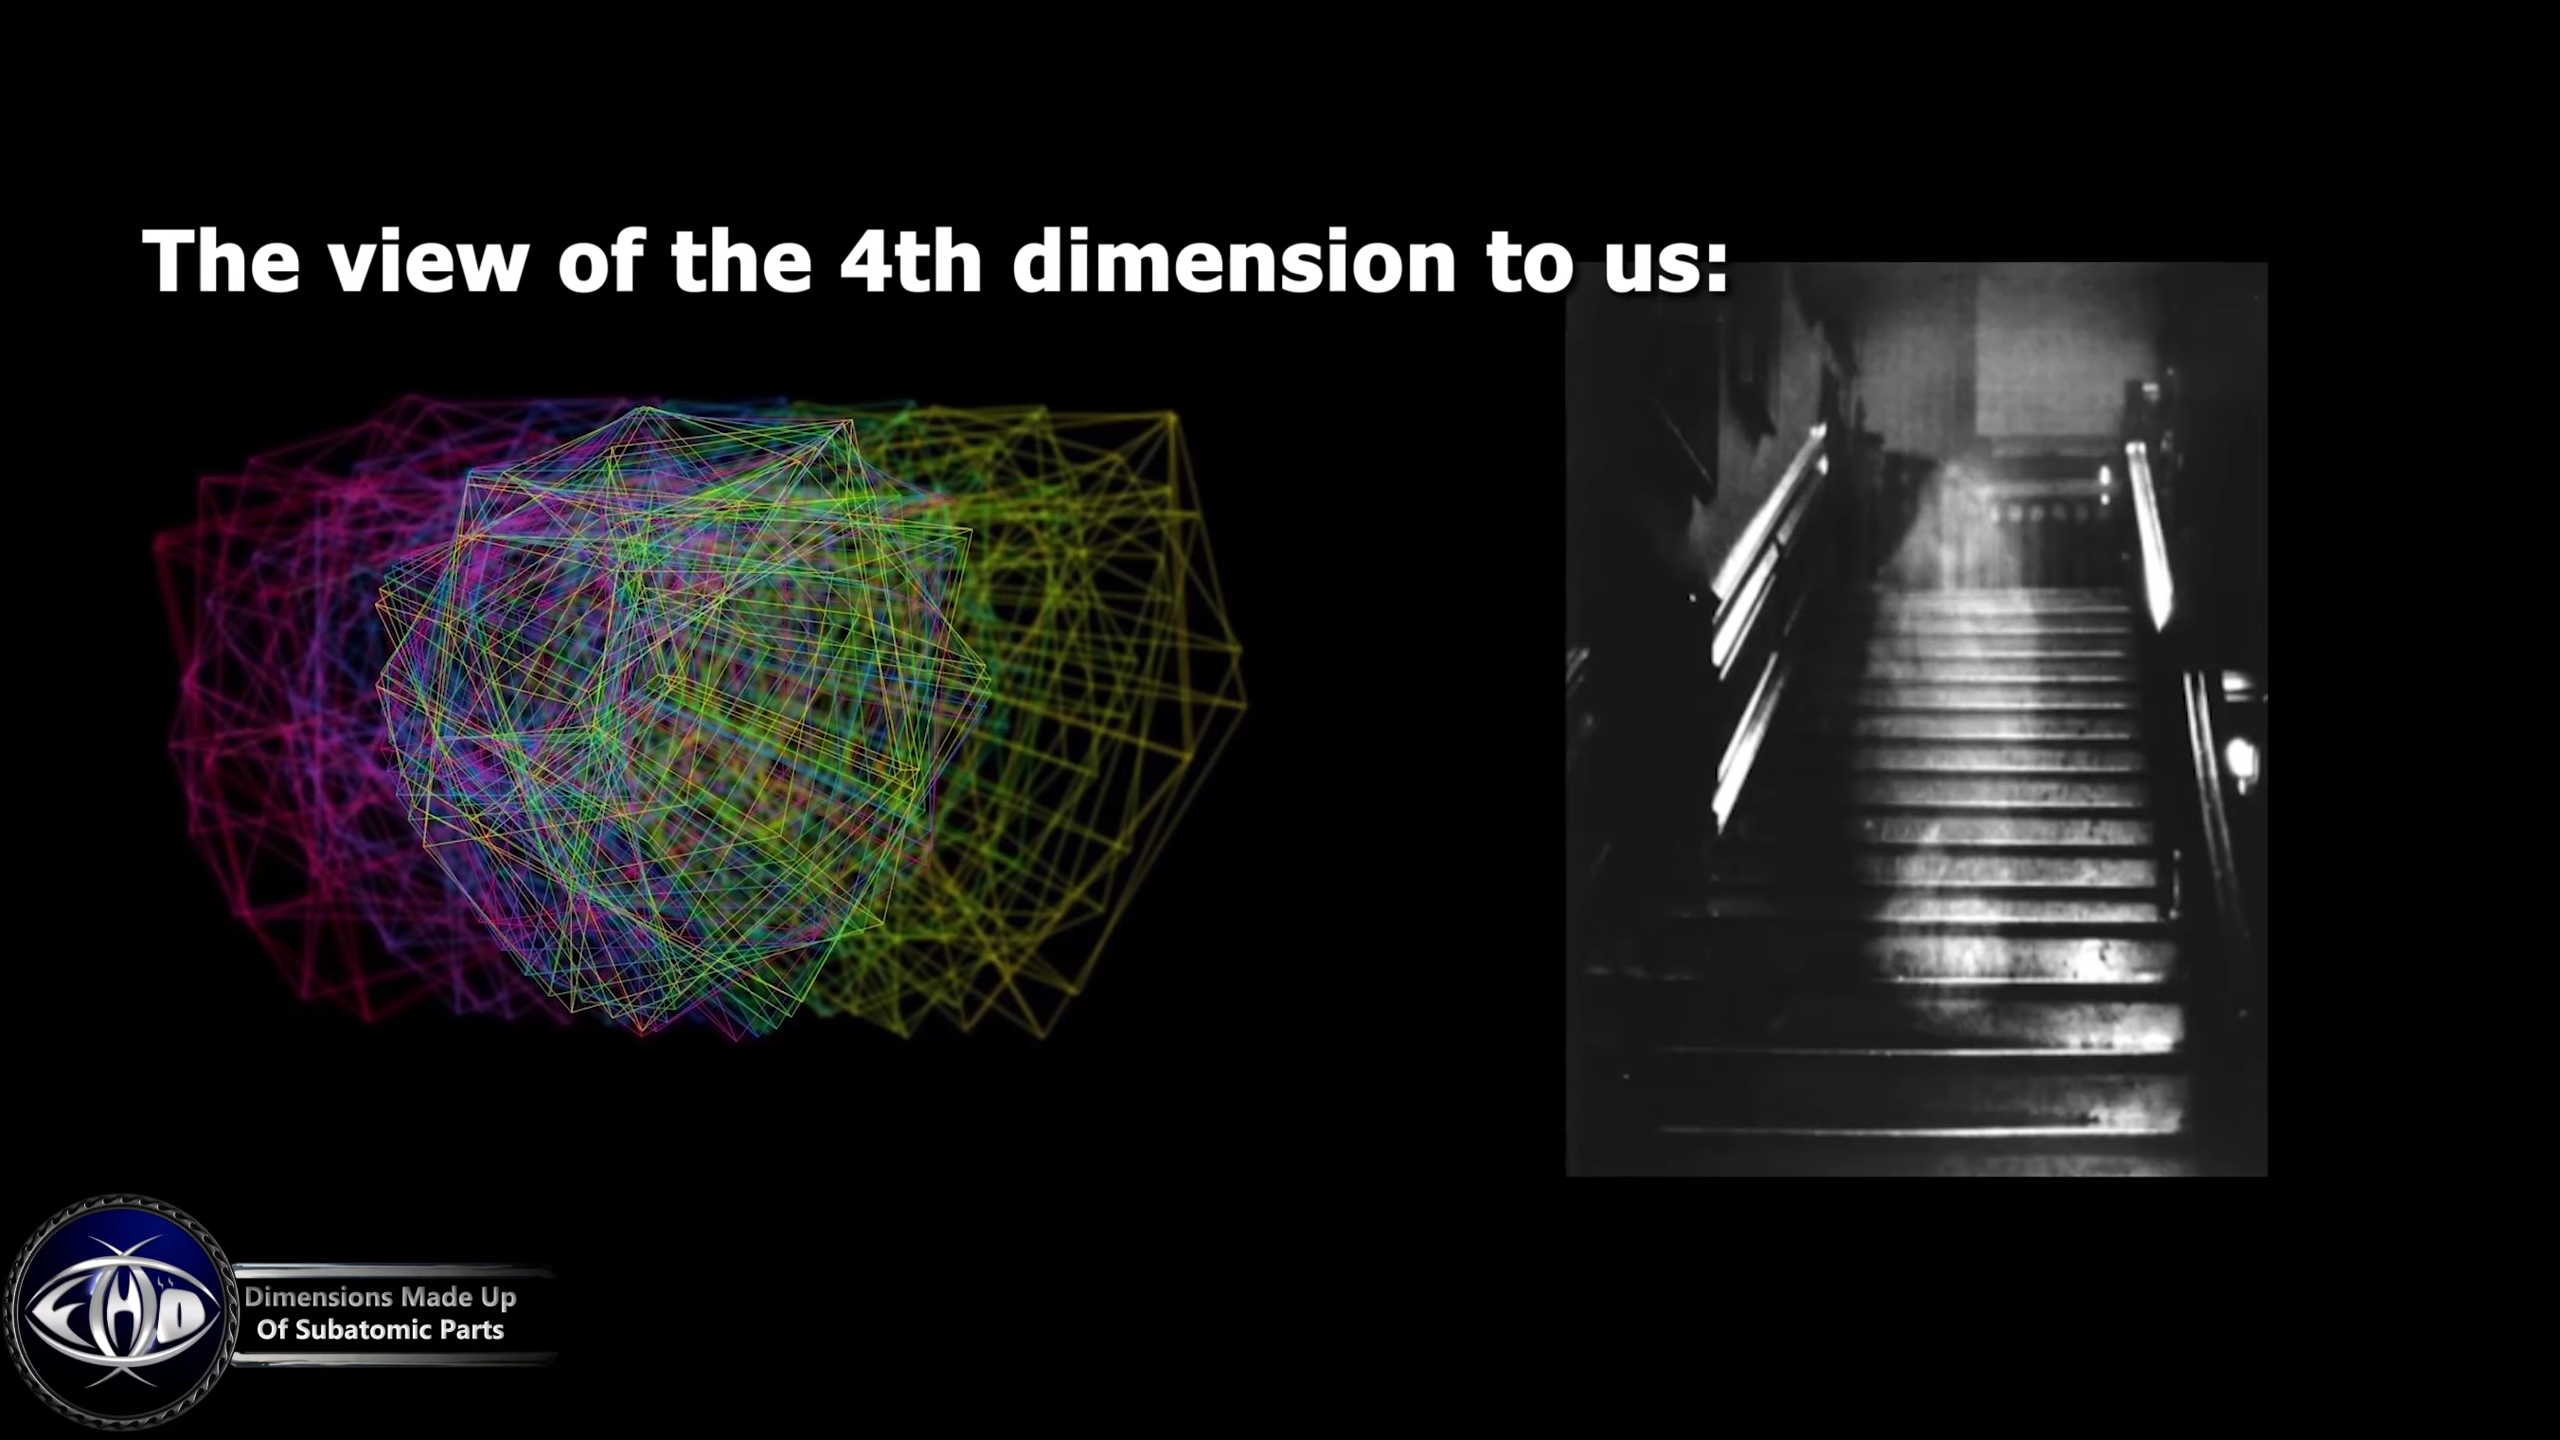 The view of the 4th dimension to us:
Dimensions Made Up
Of Subatomic Parts